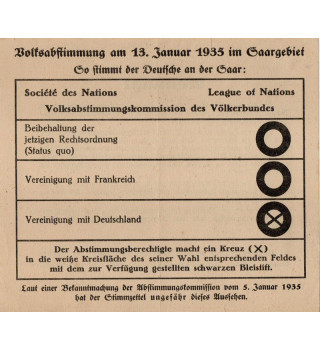 Volksabstimmung am 13. Januar 1935 im Saargebiet
So stimmt der Deutsche an der Saar:
Société des Nations League of Nations
Volksabstimmungskommission des Völkerbundes
Beibehaltung der
jetzigen Rechtsordnung
(Status quo)
Vereinigung mit Frankreich
Vereinigung mit Deutschland
Der Abstimmungsberechtigte macht ein Kreuz (X)
in die weiße Kreisfläche des seiner Wahl entsprechenden Feldes
mit dem zur Verfügung gestellten schwarzen Bleistift.
Laut einer Bekanntmachung der Abstimmungskommission vom 5. Januar 1935
hat der Stimmzettel ungefähr dieses Aussehen.